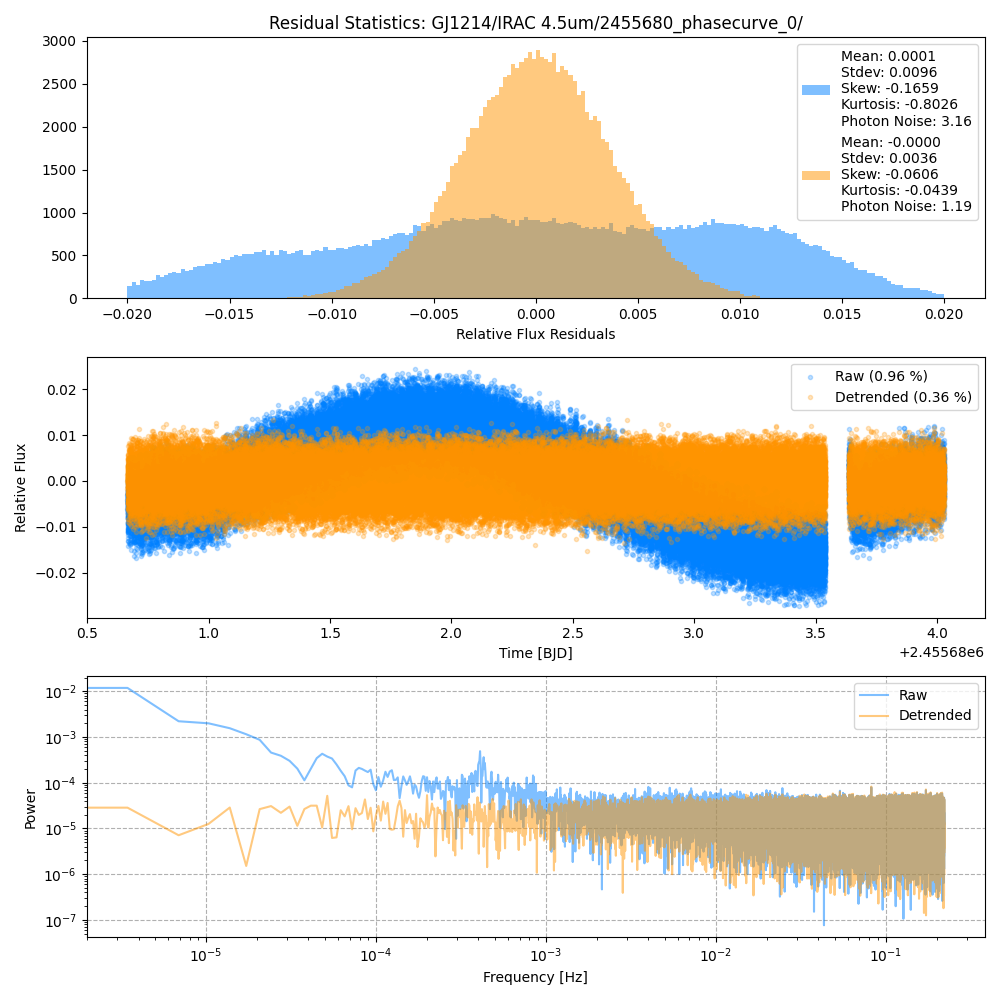 Residual Statistics: GJ1214/IRAC 4.5um/2455680_phasecurve_0/
3000
2500
2000
1500
1000
500
0
Mean: 0.0001
Stdev: 0.0096
Skew: -0.1659
Kurtosis: -0.8026
Photon Noise: 3.16
Mean: -0.0000
Stdev: 0.0036
Skew: -0.0606
Kurtosis: -0.0439
Photon Noise: 1.19
−0.020 −0.015 −0.010 −0.005 0.000 0.005 0.010 0.015 0.020
Relative Flux Residuals
Relative Flux
0.02
0.01
0.00
−0.01
−0.02
Raw (0.96 %)
Detrended (0.36 %)
0.5 1.0 1.5 2.0 2.5 3.0 3.5 4.0
Time [BJD]
+2.45568e6
Power
10⁻²
10⁻³
10⁻⁴
10⁻⁵
10⁻⁶
10⁻⁷
Raw
Detrended
10⁻⁵ 10⁻⁴ 10⁻³ 10⁻² 10⁻¹
Frequency [Hz]